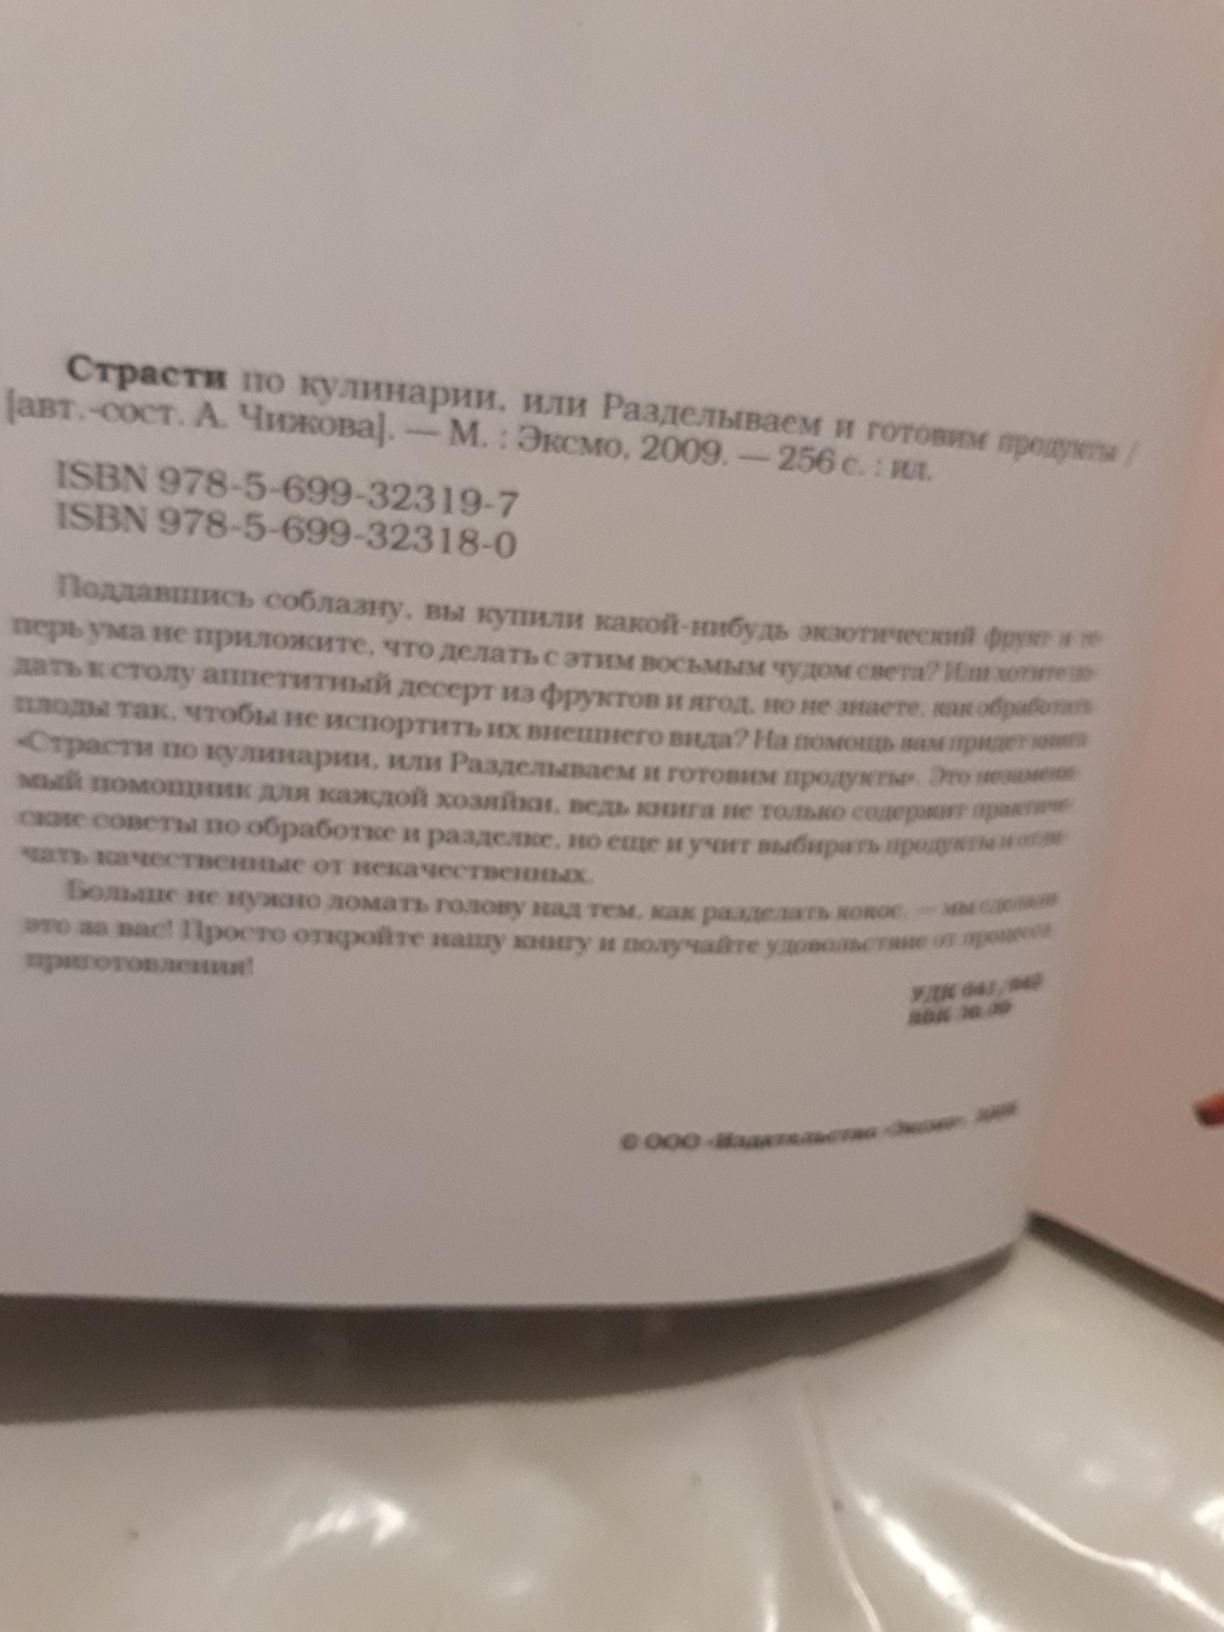 Страсти по кулинарии, или Разделываем и готовим продукты /
[авт.-сост. А. Чижова]. — М. : Эксмо, 2009. — 256 с. : ил.
ISBN 978-5-699-32319-7
ISBN 978-5-699-32318-0
Поддавшись соблазну, вы купили какой-нибудь экзотический фрукт и те-
перь ума не приложите, что делать с этим восьмым чудом света? Или хотите по-
дать к столу аппетитный десерт из фруктов и ягод, но не знаете, как обработать
плоды так, чтобы не испортить их внешнего вида? На помощь вам придет книга
«Страсти по кулинарии, или Разделываем и готовим продукты». Это незамени-
мый помощник для каждой хозяйки, ведь книга не только содержит практиче-
ские советы по обработке и разделке, но еще и учит выбирать продукты и отли-
чать качественные от некачественных.
Больше не нужно ломать голову над тем, как разделать кокос, — мы сделали
это за вас! Просто откройте нашу книгу и получайте удовольствие от процесса
приготовления!
УДК
ББК
© ООО «Издательство «Эксмо»,